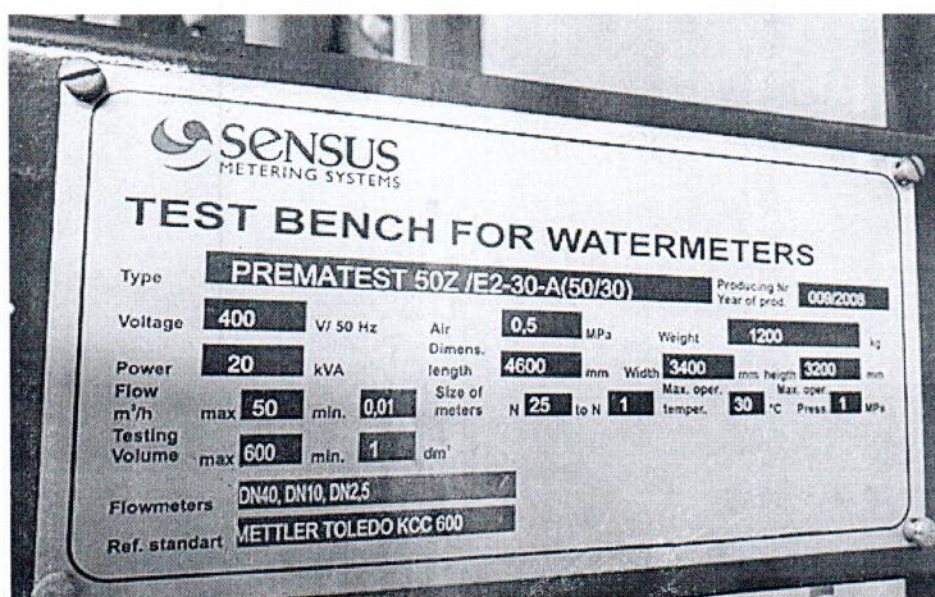 SENSUS
METERING SYSTEMS
TEST BENCH FOR WATERMETERS
Type PREMATEST 50Z /E2-30-A(50/30) Producing Nr 009/2008
Year of prod.
Voltage 400 V/ 50 Hz Air 0,5 MPa Weight 1200 kg
Power 20 kVA Dimens. length 4600 mm Width 3400 mm heigth 3200 mm
Flow m³/h max 50 min. 0,01 Size of meters N 25 to N 1 Max. oper. temper. 30 °C Max. oper. Press. 1 MPa
Testing Volume max 600 min. 1 dm³
Flowmeters DN40, DN10, DN2,5
Ref. standart METTLER TOLEDO KCC 600